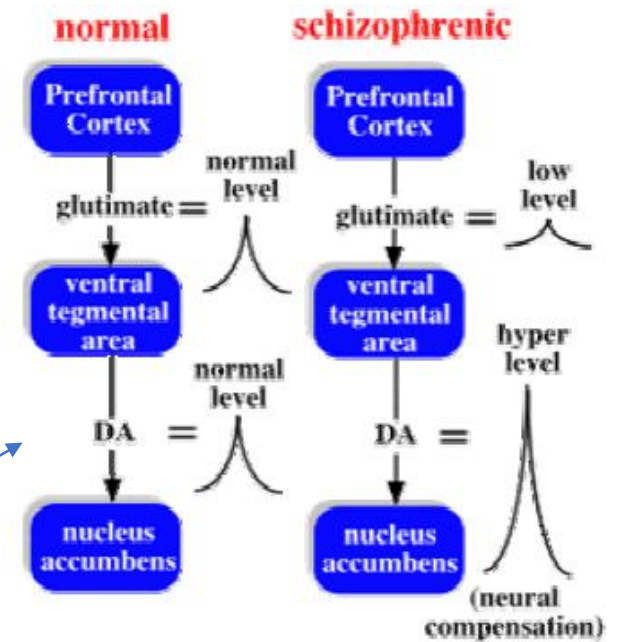 normal
schizophrenic
Prefrontal
Cortex
normal
level
glutimate =
ventral
tegmental
area
normal
level
DA =
nucleus
accumbens
Prefrontal
Cortex
low
level
glutimate =
ventral
tegmental
area
hyper
level
DA =
nucleus
accumbens
(neural
compensation)